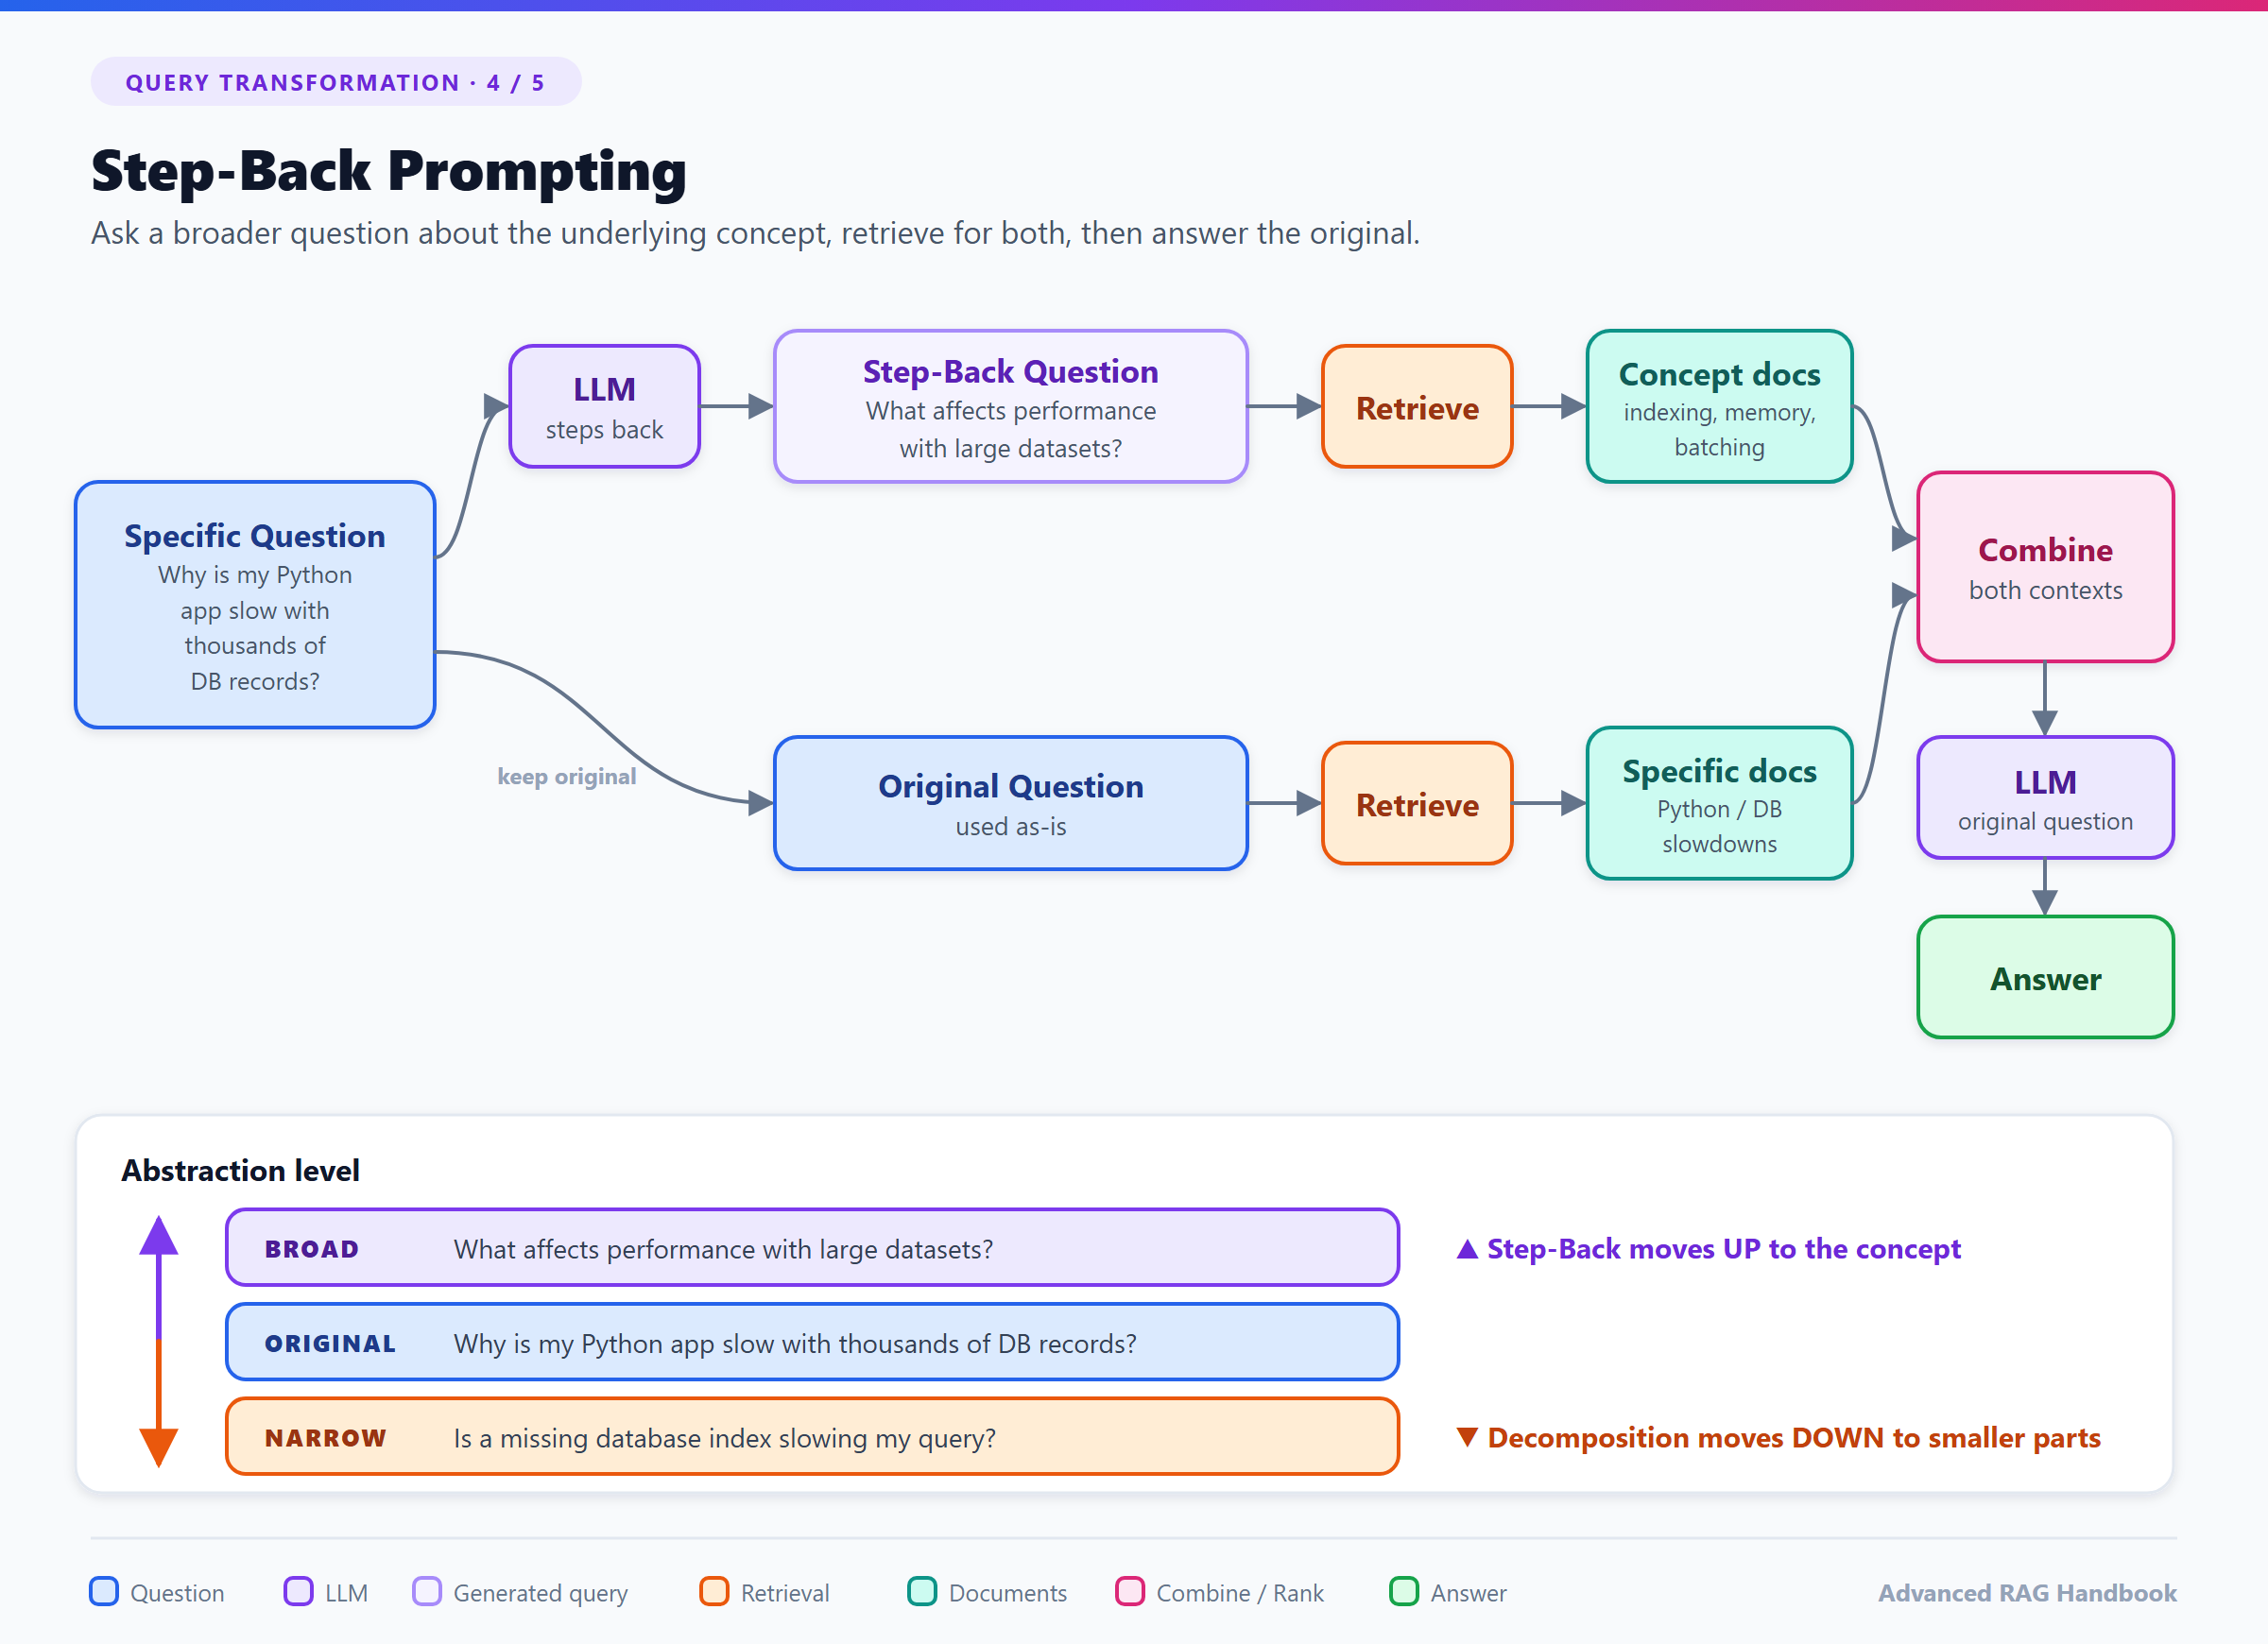 QUERY TRANSFORMATION · 4 / 5
Step-Back Prompting
Ask a broader question about the underlying concept, retrieve for both, then answer the original.
Specific Question
Why is my Python
app slow with
thousands of
DB records?
LLM
steps back
Step-Back Question
What affects performance
with large datasets?
Retrieve
Concept docs
indexing, memory,
batching
keep original
Original Question
used as-is
Retrieve
Specific docs
Python / DB
slowdowns
Combine
both contexts
LLM
original question
Answer
Abstraction level
BROAD What affects performance with large datasets?
▲ Step-Back moves UP to the concept
ORIGINAL Why is my Python app slow with thousands of DB records?
NARROW Is a missing database index slowing my query?
▼ Decomposition moves DOWN to smaller parts
Question LLM Generated query Retrieval Documents Combine / Rank Answer
Advanced RAG Handbook